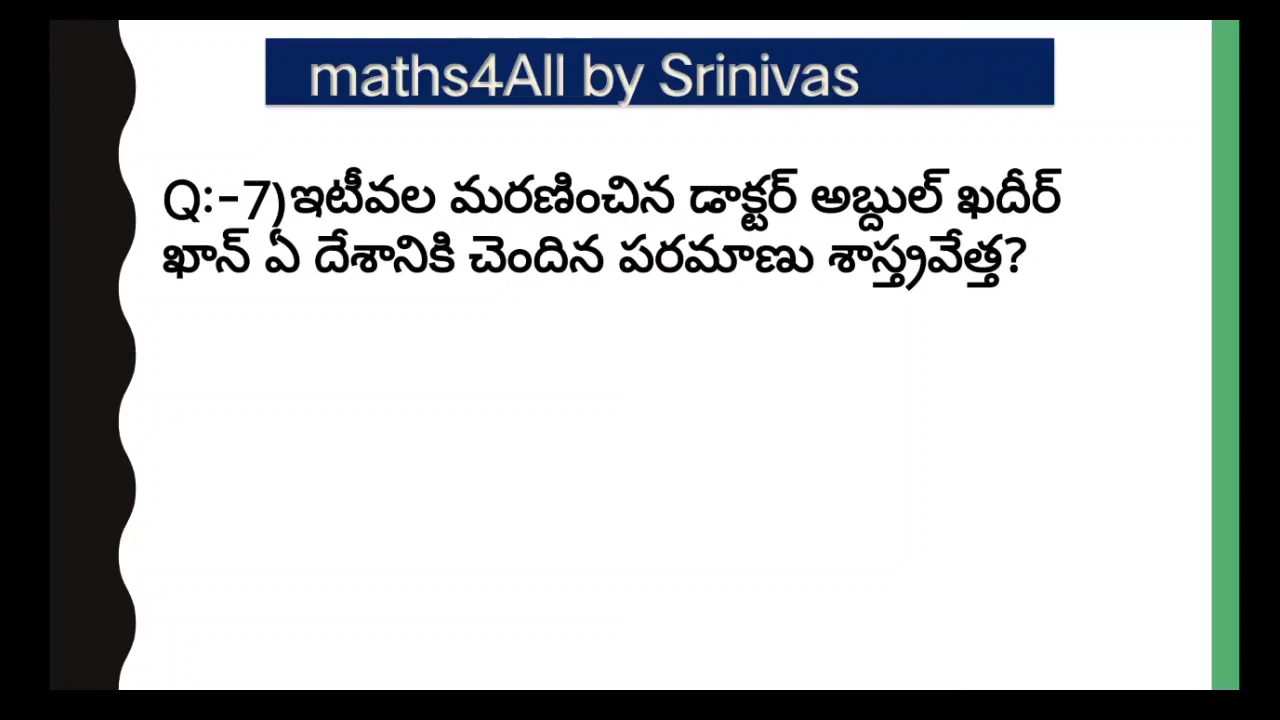 maths4All by Srinivas
Q:-7)ఇటీవల మరణించిన డాక్టర్ అబ్దుల్ ఖదీర్
ఖాన్ ఏ దేశానికి చెందిన పరమాణు శాస్త్రవేత్త?